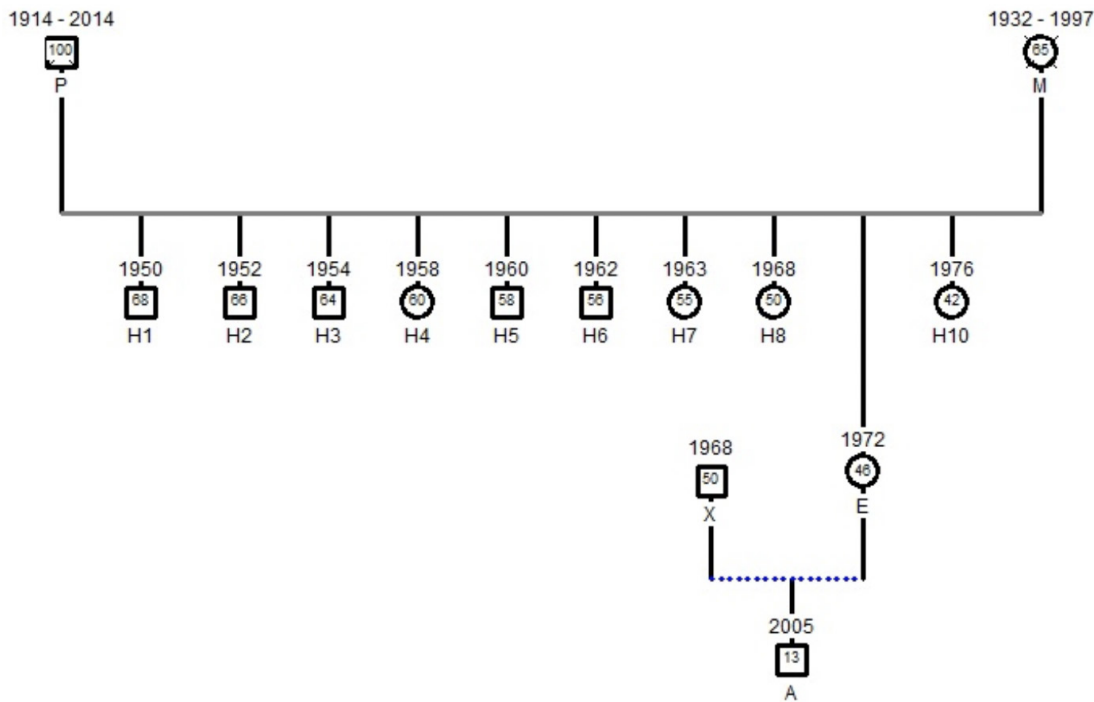 1914 - 2014 1932 - 1997
100 65
P M
1950 1952 1954 1958 1960 1962 1963 1968 1976
68 66 64 60 58 56 55 50 42
H1 H2 H3 H4 H5 H6 H7 H8 H10
1968 1972
50 46
X E
2005
13
A